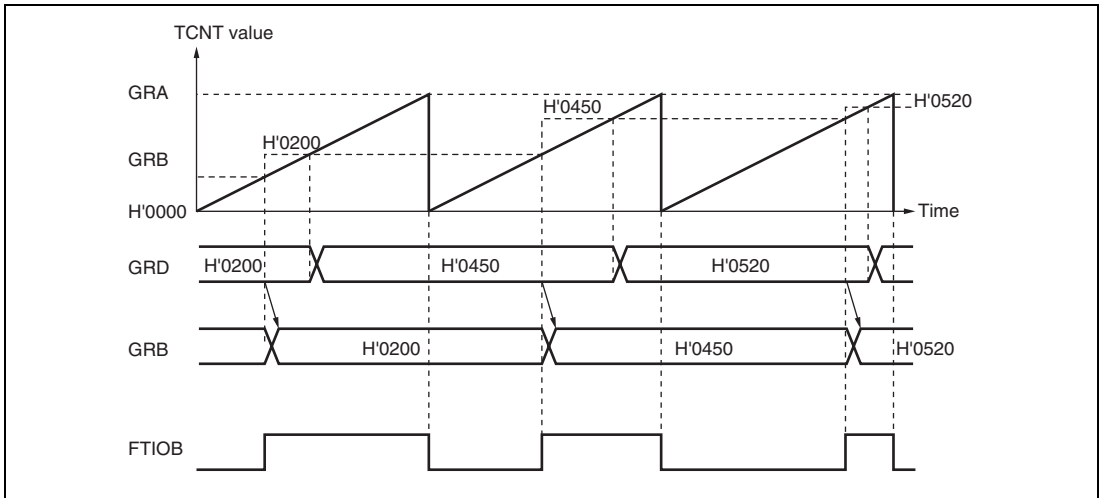 TCNT value
GRA
H'0520
H'0450
H'0200
GRB
H'0000
Time
GRD
H'0200
H'0450
H'0520
GRB
H'0200
H'0450
H'0520
FTIOB